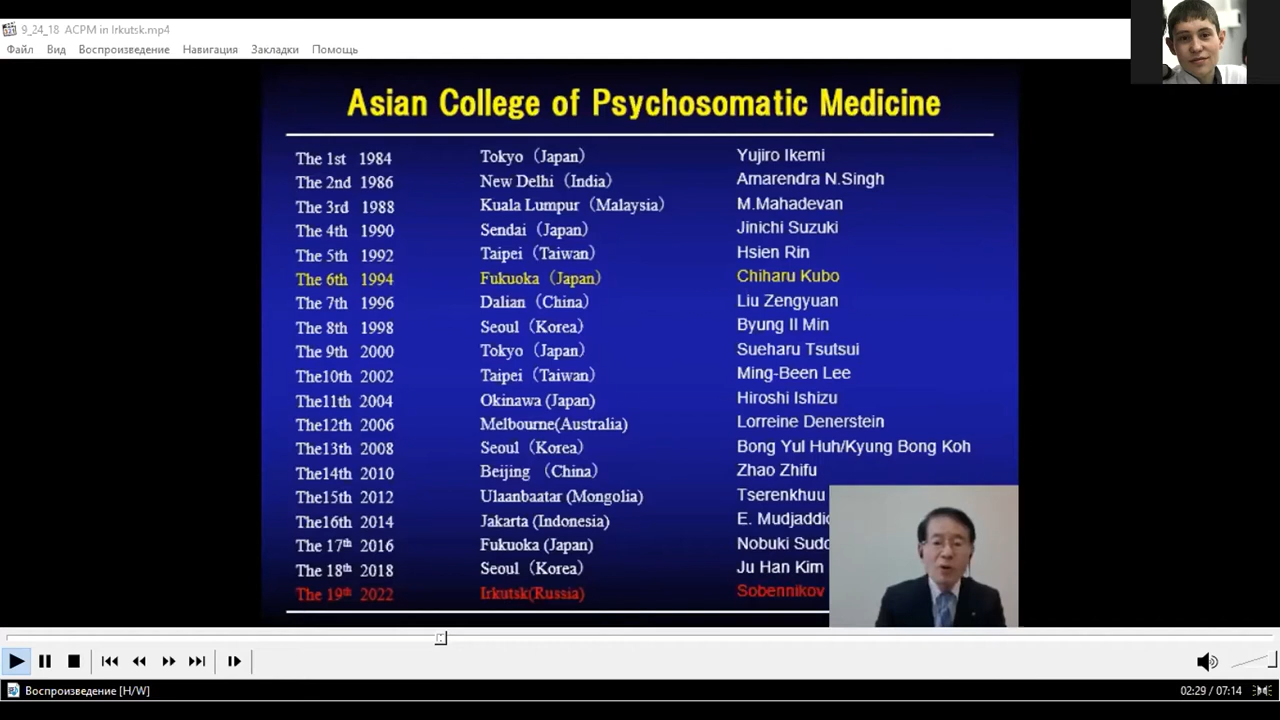 9_24_18 ACPM in Irkutsk.mp4
Файл Вид Воспроизведение Навигация Закладки Помощь
Asian College of Psychosomatic Medicine
The 1st 1984 Tokyo (Japan) Yujiro Ikemi
The 2nd 1986 New Delhi (India) Amarendra N.Singh
The 3rd 1988 Kuala Lumpur (Malaysia) M.Mahadevan
The 4th 1990 Sendai (Japan) Jinichi Suzuki
The 5th 1992 Taipei (Taiwan) Hsien Rin
The 6th 1994 Fukuoka (Japan) Chiharu Kubo
The 7th 1996 Dalian (China) Liu Zengyuan
The 8th 1998 Seoul (Korea) Byung Il Min
The 9th 2000 Tokyo (Japan) Sueharu Tsutsui
The10th 2002 Taipei (Taiwan) Ming-Been Lee
The11th 2004 Okinawa (Japan) Hiroshi Ishizu
The12th 2006 Melbourne(Australia) Lorreine Denerstein
The13th 2008 Seoul (Korea) Bong Yul Huh/Kyung Bong Koh
The14th 2010 Beijing (China) Zhao Zhifu
The15th 2012 Ulaanbaatar (Mongolia) Tserenkhuu
The16th 2014 Jakarta (Indonesia) E.
The 17th 2016 Fukuoka (Japan) Nobuki Sudo
The 18th 2018 Seoul (Korea) Ju Han Kim
The 19th 2022 Irkutsk(Russia) Sobennikov
Воспроизведение [H/W] 02:29 / 07:14